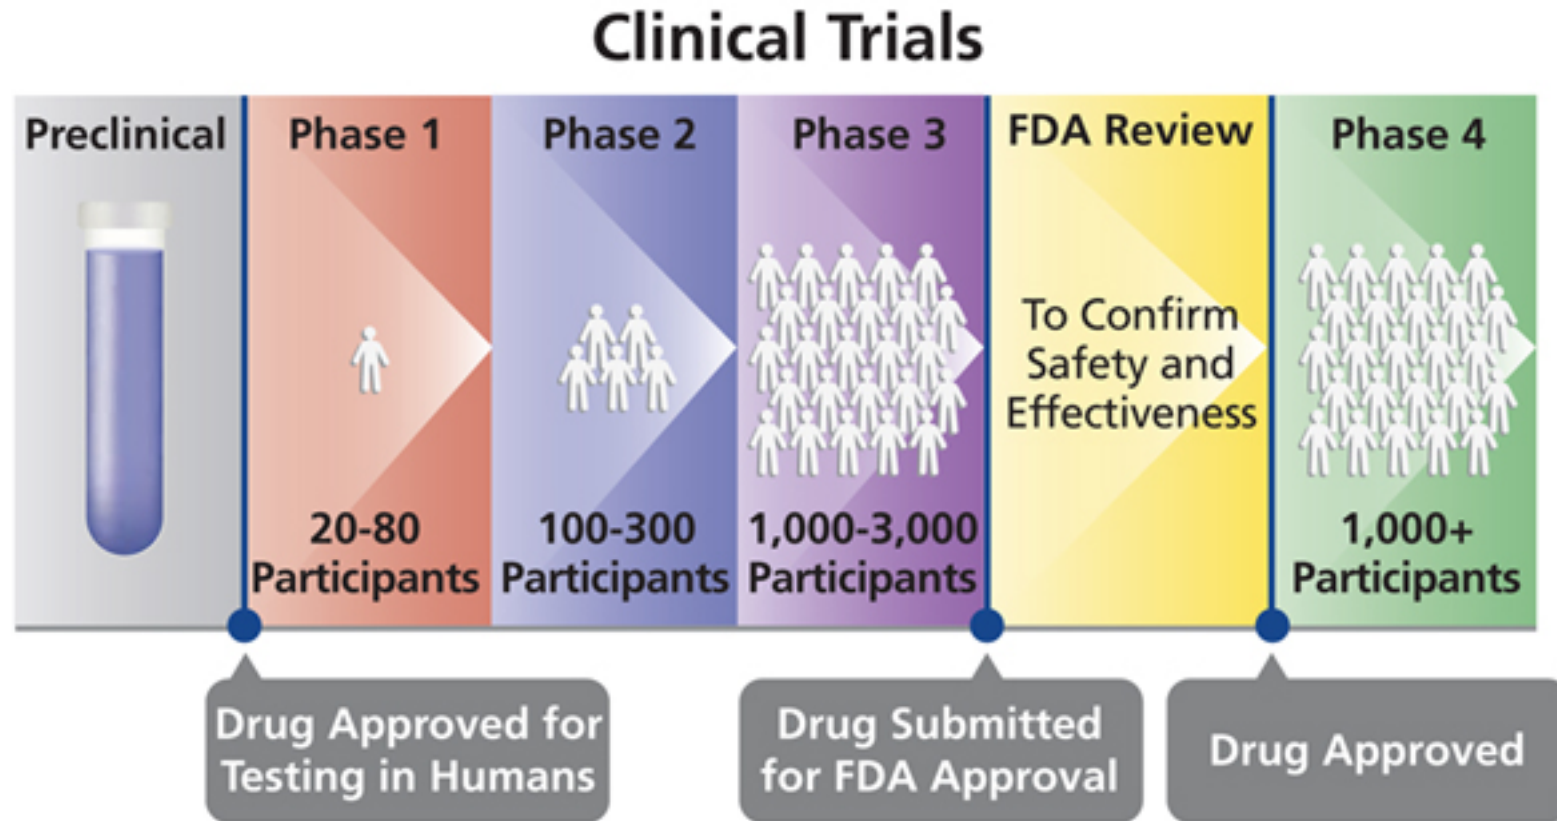 Clinical Trials
Preclinical
Phase 1
Phase 2
Phase 3
FDA Review
Phase 4
To Confirm
Safety and
Effectiveness
20-80
Participants
100-300
Participants
1,000-3,000
Participants
1,000+
Participants
Drug Approved for
Testing in Humans
Drug Submitted
for FDA Approval
Drug Approved